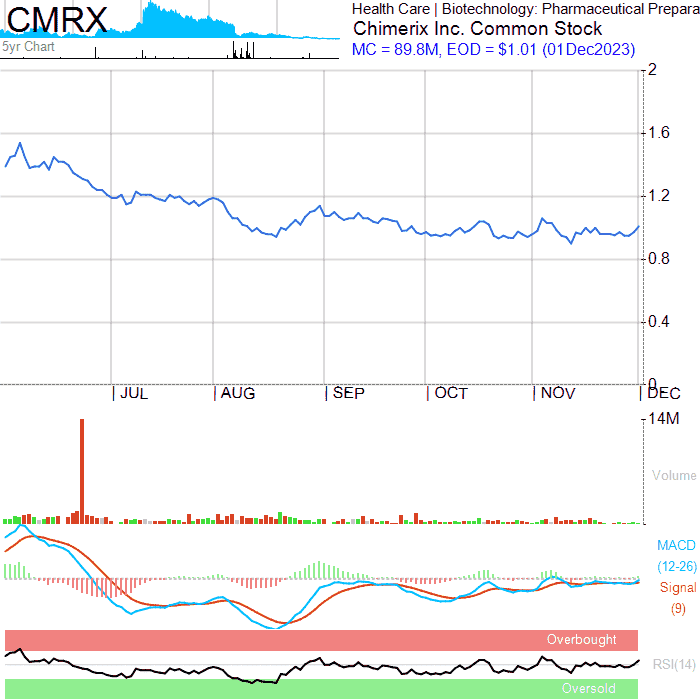 CMRX
5yr Chart
Health Care | Biotechnology: Pharmaceutical Prepara
Chimerix Inc. Common Stock
MC = 89.8M, EOD = $1.01 (01Dec2023)
2
1.6
1.2
0.8
0.4
0
JUL AUG SEP OCT NOV DEC
14M
Volume
MACD
(12-26)
Signal
(9)
Overbought
RSI(14)
Oversold